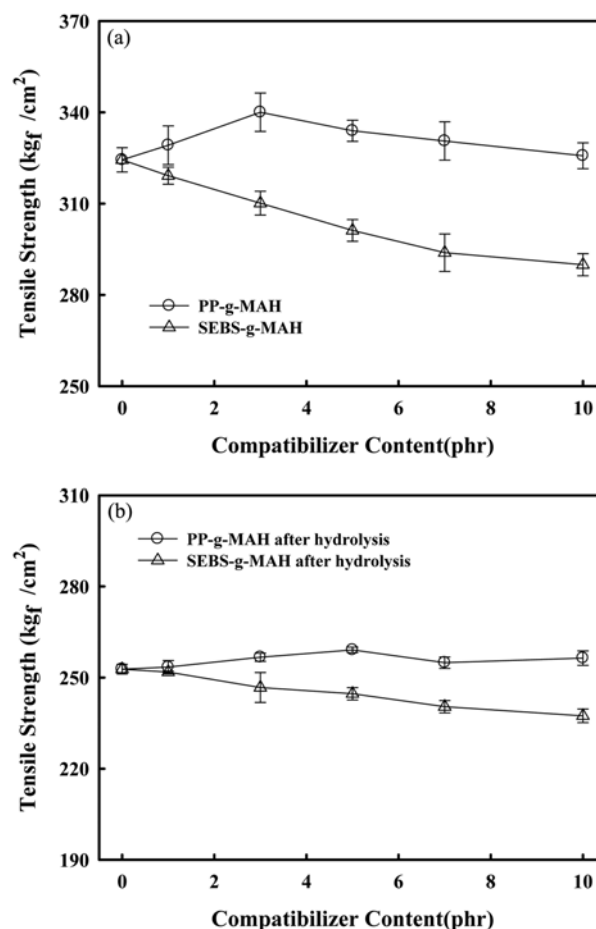 (a)
370
340
310
280
250
Tensile Strength (kgf /cm²)
PP-g-MAH
SEBS-g-MAH
0 2 4 6 8 10
Compatibilizer Content(phr)
(b)
310
280
250
220
190
Tensile Strength (kgf /cm²)
PP-g-MAH after hydrolysis
SEBS-g-MAH after hydrolysis
0 2 4 6 8 10
Compatibilizer Content(phr)